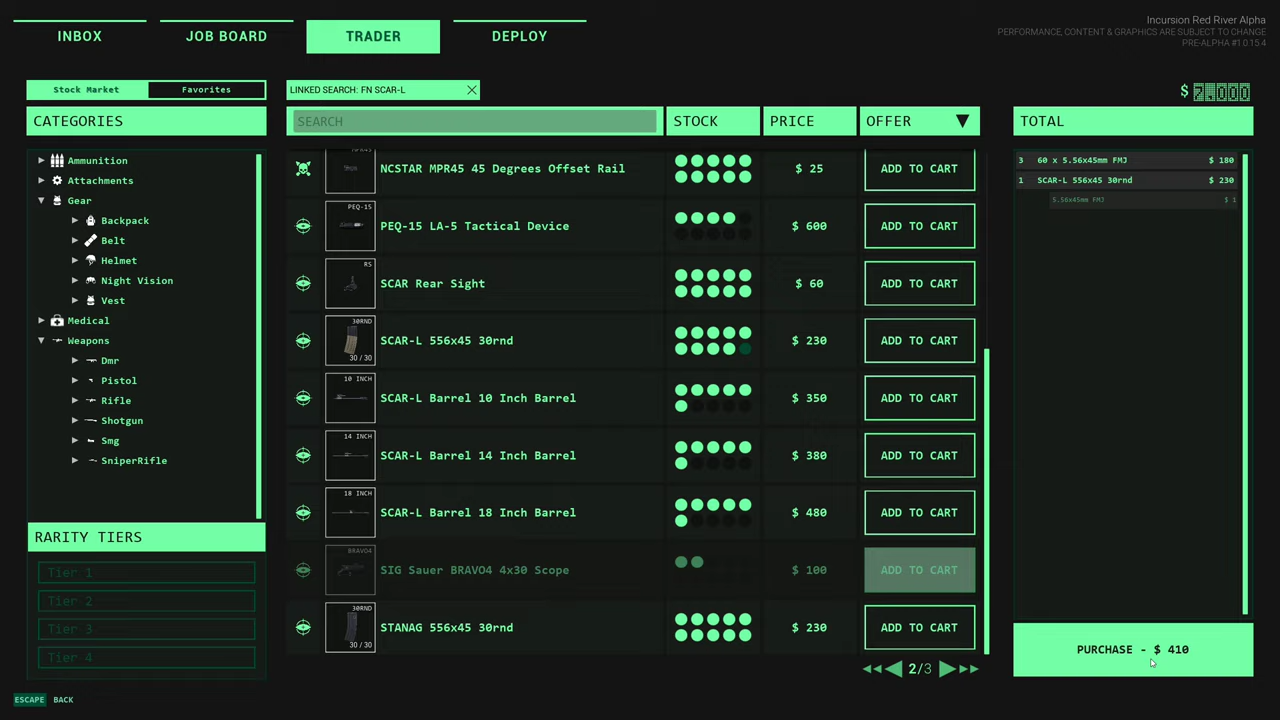 INBOX
JOB BOARD
TRADER
DEPLOY
Incursion Red River Alpha
PERFORMANCE, CONTENT & GRAPHICS ARE SUBJECT TO CHANGE
PRE-ALPHA #1.0.15.4
Stock Market
Favorites
LINKED SEARCH: FN SCAR-L
CATEGORIES
SEARCH
STOCK
PRICE
OFFER
TOTAL
Ammunition
Attachments
Gear
Backpack
Belt
Helmet
Night Vision
Vest
Medical
Weapons
Dmr
Pistol
Rifle
Shotgun
Smg
SniperRifle
RARITY TIERS
Tier 1
Tier 2
Tier 3
Tier 4
NCSTAR MPR45 45 Degrees Offset Rail $ 25 ADD TO CART
PEQ-15
PEQ-15 LA-5 Tactical Device $ 600 ADD TO CART
RS
SCAR Rear Sight $ 60 ADD TO CART
30RND
30/30
SCAR-L 556x45 30rnd $ 230 ADD TO CART
10 INCH
SCAR-L Barrel 10 Inch Barrel $ 350 ADD TO CART
14 INCH
SCAR-L Barrel 14 Inch Barrel $ 380 ADD TO CART
18 INCH
SCAR-L Barrel 18 Inch Barrel $ 480 ADD TO CART
BRAVO4
SIG Sauer BRAVO4 4x30 Scope $ 100 ADD TO CART
30RND
30/30
STANAG 556x45 30rnd $ 230 ADD TO CART
2/3
3 60 x 5.56x45mm FMJ $ 180
1 SCAR-L 556x45 30rnd $ 230
5.56x45mm FMJ $ 1
PURCHASE - $ 410
ESCAPE BACK